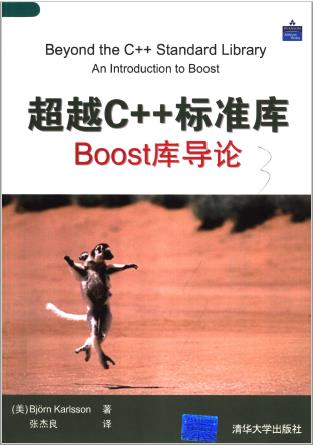 Beyond the C++ Standard Library
An Introduction to Boost
超越C++标准库
Boost库导论
(美)Björn Karlsson 著
张杰良 译
清华大学出版社